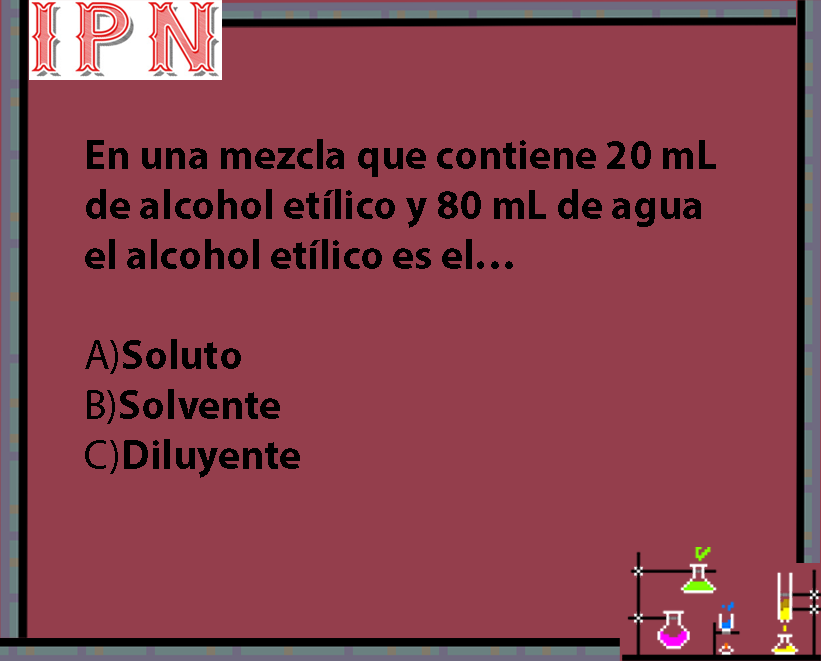 IPN
En una mezcla que contiene 20 mL
de alcohol etílico y 80 mL de agua
el alcohol etílico es el...
A)Soluto
B)Solvente
C)Diluyente